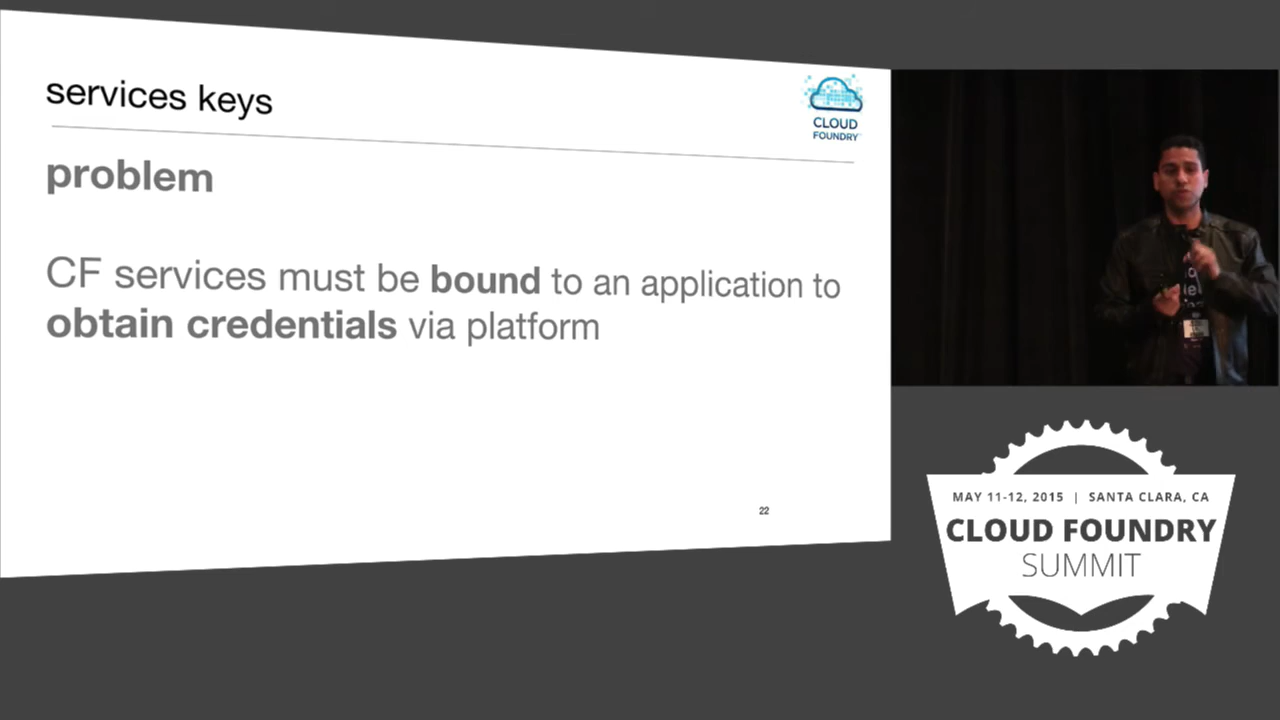 services keys
CLOUD
FOUNDRY
problem
CF services must be bound to an application to
obtain credentials via platform
22
MAY 11-12, 2015 | SANTA CLARA, CA
CLOUD FOUNDRY
SUMMIT